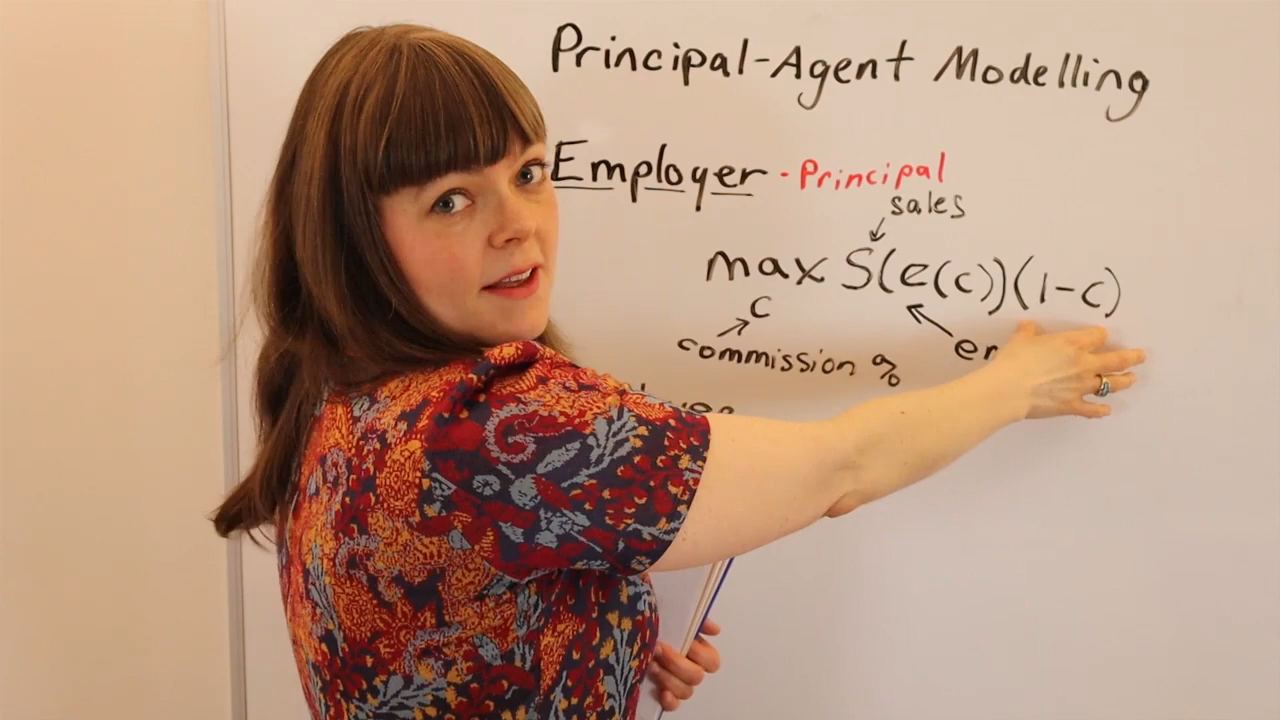 Principal-Agent Modelling
Employer - Principal
sales
max S(e(c))(1-c)
c
commission %